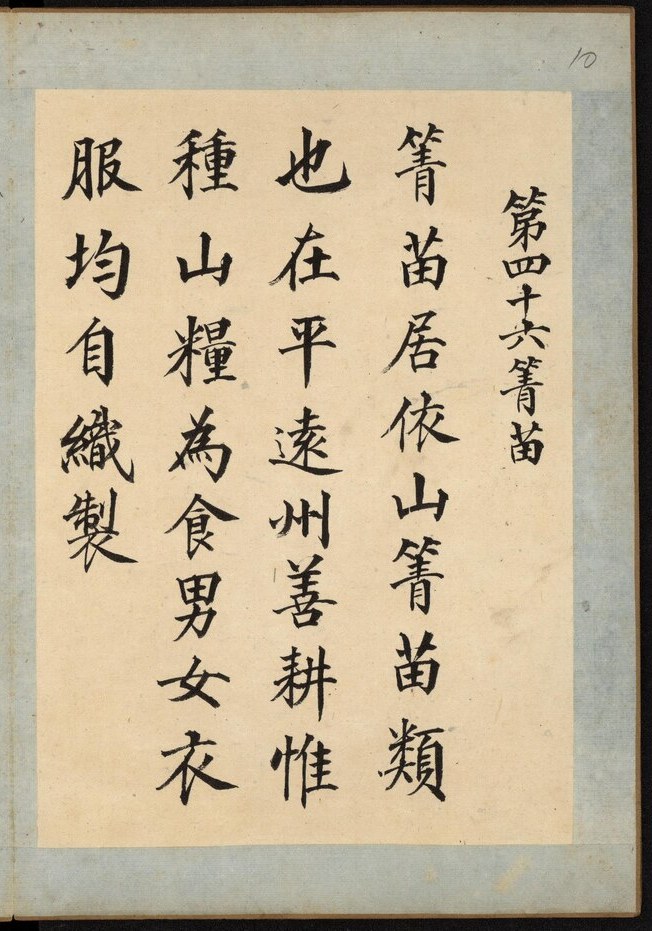 10
第四十六箐苗
箐苗居依山箐苗類
也在平逺州善耕惟
種山糧為食男女衣
服均自織製